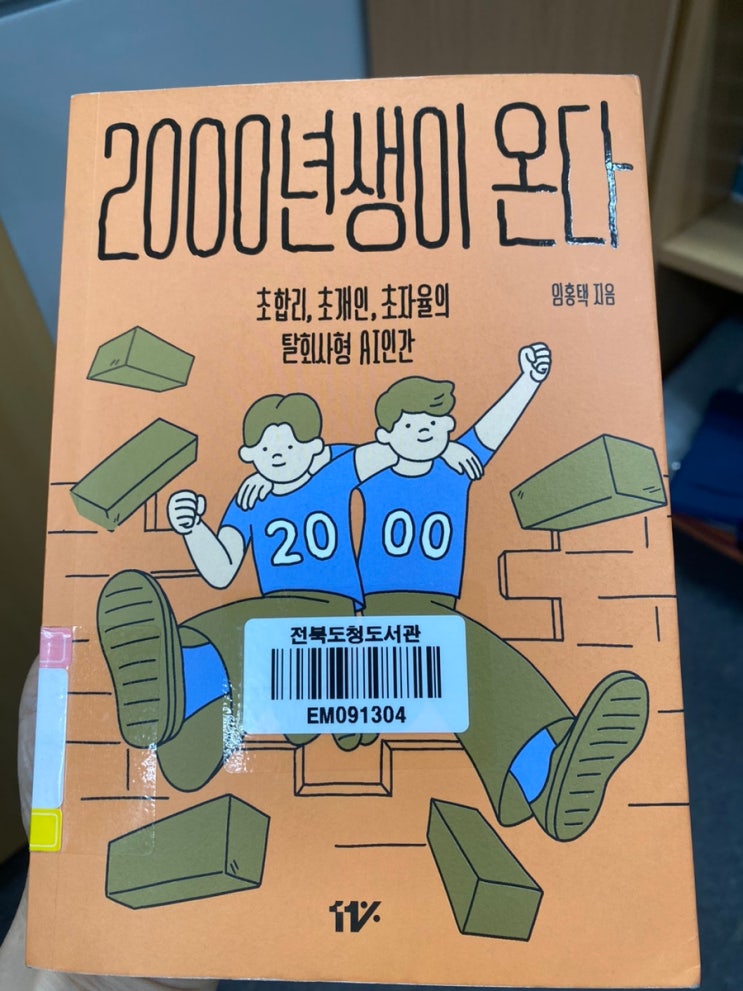 2000년생이 온다
초합리, 초개인, 초자율의
탈회사형 AI인간
임홍택 지음
20 00
전북도청도서관
EM091304
11%